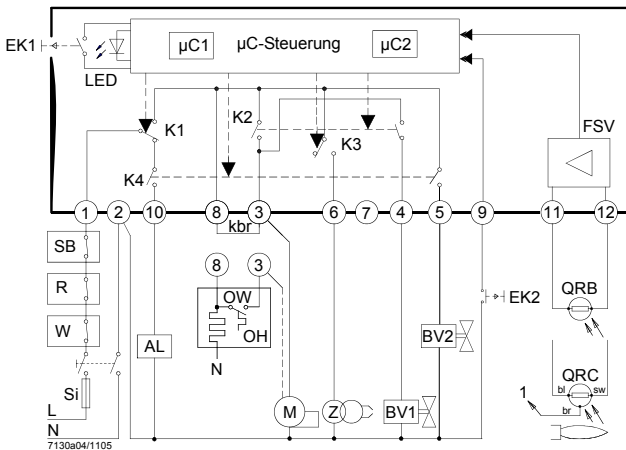 EK1
LED
µC1
µC-Steuerung
µC2
K1
K2
K3
FSV
K4
1
2
10
8
3
6
7
4
5
9
11
12
kbr
SB
R
W
Si
L
N
7130a04/1105
AL
8
3
OW
OH
N
M
Z
BV1
BV2
EK2
QRB
QRC
bl
sw
br
1